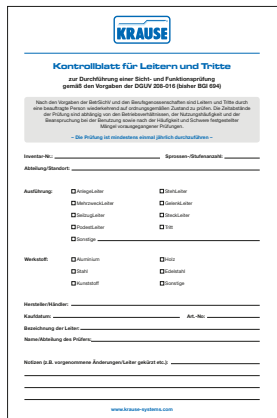 KRAUSE
Kontrollblatt für Leitern und Tritte
zur Durchführung einer Sicht- und Funktionsprüfung
gemäß den Vorgaben der DGUV 208-016 (bisher BGI 694)
Nach den Vorgaben der BetrSichV und den Berufsgenossenschaften sind Leitern und Tritte durch
eine beauftragte Person wiederkehrend auf ordnungsgemäßen Zustand zu prüfen. Die Zeitabstände
der Prüfung sind abhängig von den Betriebsverhältnissen, der Nutzungshäufigkeit und der
Beanspruchung bei der Benutzung sowie nach der Häufigkeit und Schwere festgestellter
Mängel vorausgegangener Prüfungen.
– Die Prüfung ist mindestens einmal jährlich durchzuführen –
Inventar-Nr.: Sprossen-/Stufenanzahl:
Abteilung/Standort:
Ausführung: AnlegeLeiter StehLeiter
MehrzweckLeiter GelenkLeiter
SeilzugLeiter SteckLeiter
PodestLeiter Tritt
Sonstige
Werkstoff: Aluminium Holz
Stahl Edelstahl
Kunststoff Sonstige
Hersteller/Händler:
Kaufdatum: Art.-No:
Bezeichnung der Leiter:
Name/Abteilung des Prüfers:
Notizen (z.B. vorgenommene Änderungen/Leiter gekürzt etc.):
www.krause-systems.com